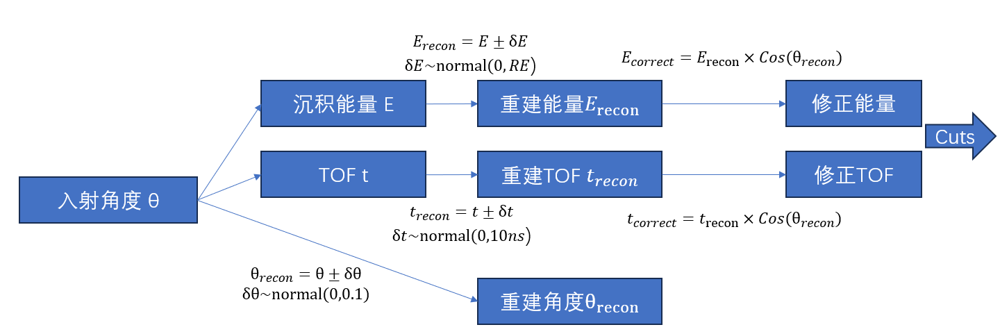 E_recon = E ± δE
δE~normal(0, RE)
E_correct = E_recon × Cos(θ_recon)
沉积能量 E
重建能量E_recon
修正能量
Cuts
TOF t
重建TOF t_recon
修正TOF
入射角度 θ
t_recon = t ± δt
δt~normal(0,10ns)
t_correct = t_recon × Cos(θ_recon)
θ_recon = θ ± δθ
δθ~normal(0,0.1)
重建角度θ_recon